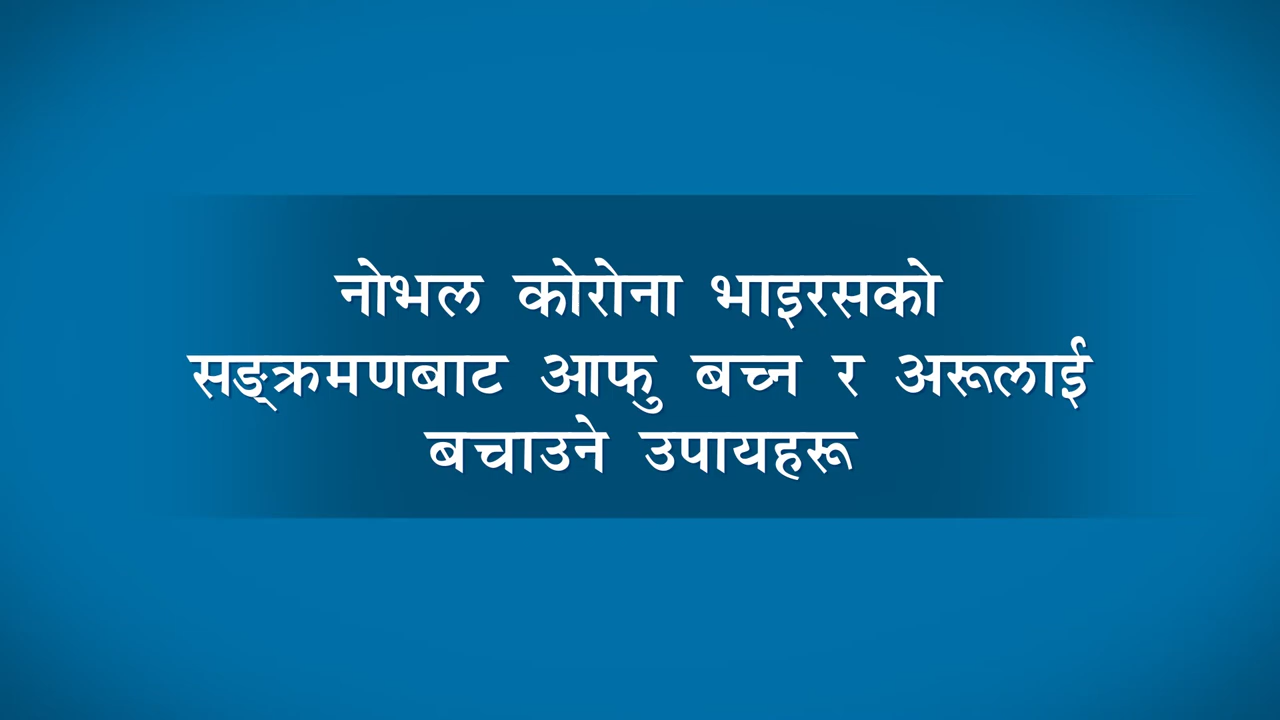 नोभल कोरोना भाइरसको
सङ्क्रमणबाट आफु बच्न र अरूलाई
बचाउने उपायहरू